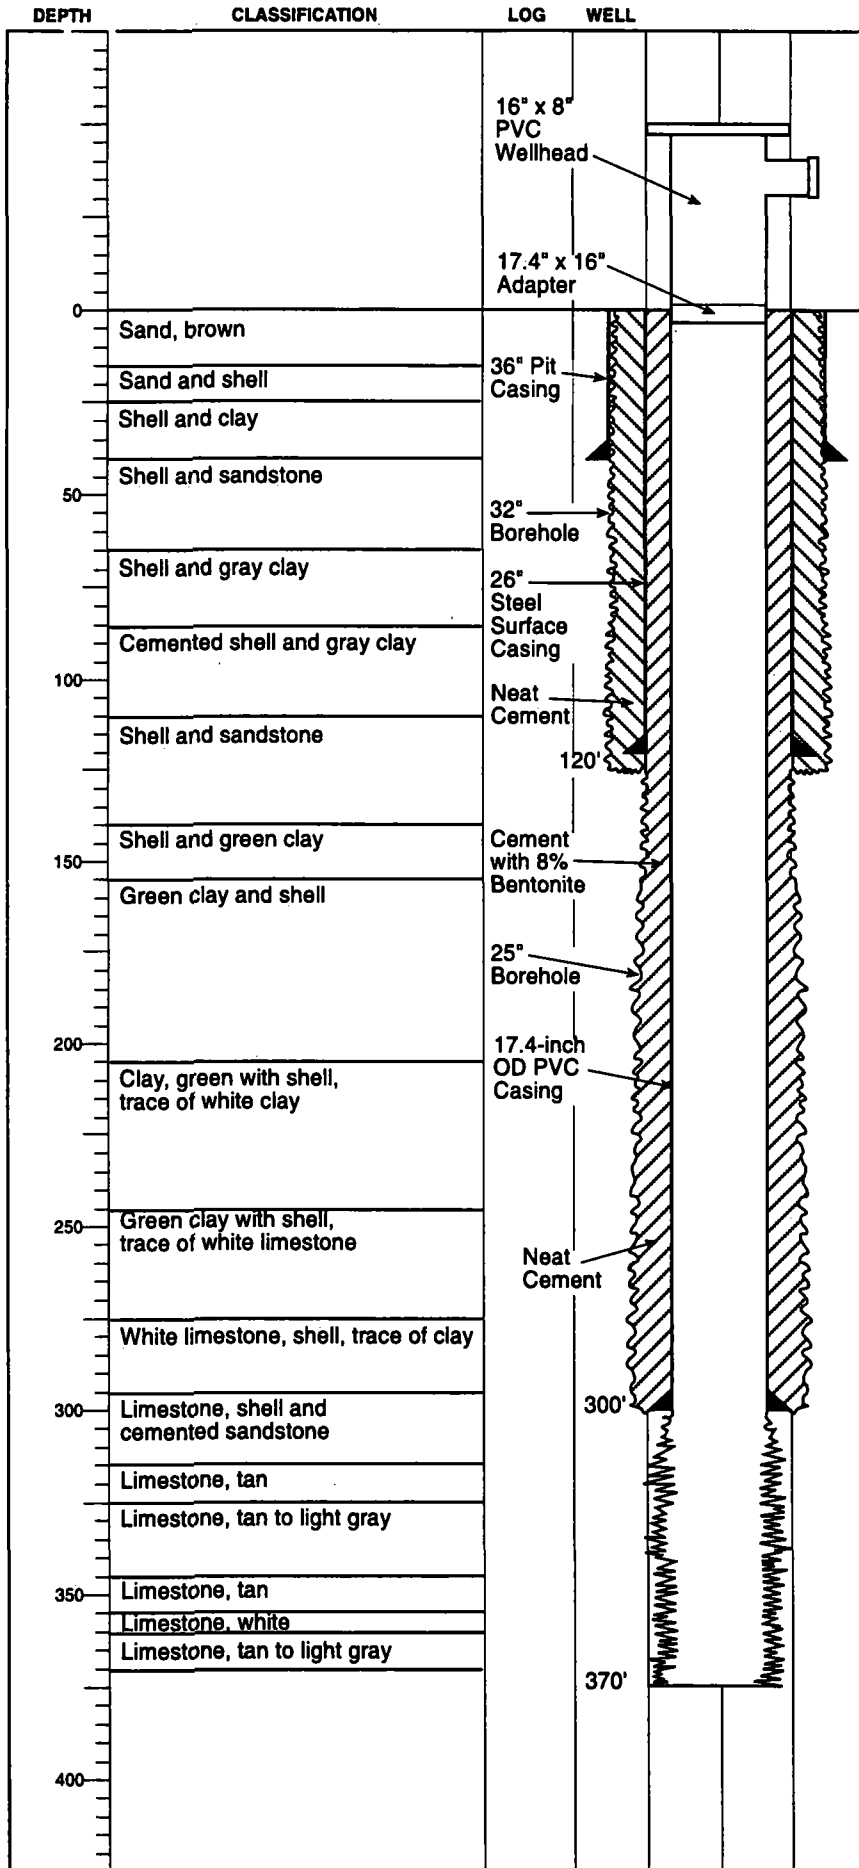 DEPTH CLASSIFICATION LOG WELL
16" x 8"
PVC
Wellhead
17.4" x 16"
Adapter
0
Sand, brown
36" Pit
Casing
Sand and shell
Shell and clay
Shell and sandstone
50
32"
Borehole
Shell and gray clay
26"
Steel
Surface
Casing
Cemented shell and gray clay
100
Neat
Cement
Shell and sandstone
120'
Shell and green clay
150
Cement
with 8%
Bentonite
Green clay and shell
25"
Borehole
200
17.4-inch
OD PVC
Casing
Clay, green with shell,
trace of white clay
250
Green clay with shell,
trace of white limestone
Neat
Cement
White limestone, shell, trace of clay
300
300'
Limestone, shell and
cemented sandstone
Limestone, tan
Limestone, tan to light gray
350
Limestone, tan
Limestone, white
Limestone, tan to light gray
370'
400